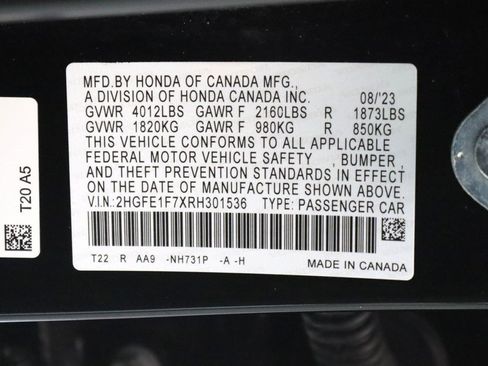 MFD.BY HONDA OF CANADA MFG.,
A DIVISION OF HONDA CANADA INC. 08/'23
GVWR 4012LBS GAWR F 2160LBS R 1873LBS
GVWR 1820KG GAWR F 980KG R 850KG
THIS VEHICLE CONFORMS TO ALL APPLICABLE
FEDERAL MOTOR VEHICLE SAFETY , BUMPER ,
AND THEFT PREVENTION STANDARDS IN EFFECT
ON THE DATE OF MANUFACTURE SHOWN ABOVE.
V.I.N.:2HGFE1F7XRH301536 TYPE: PASSENGER CAR
T22 R AA9 -NH731P -A -H
MADE IN CANADA
T20 A5